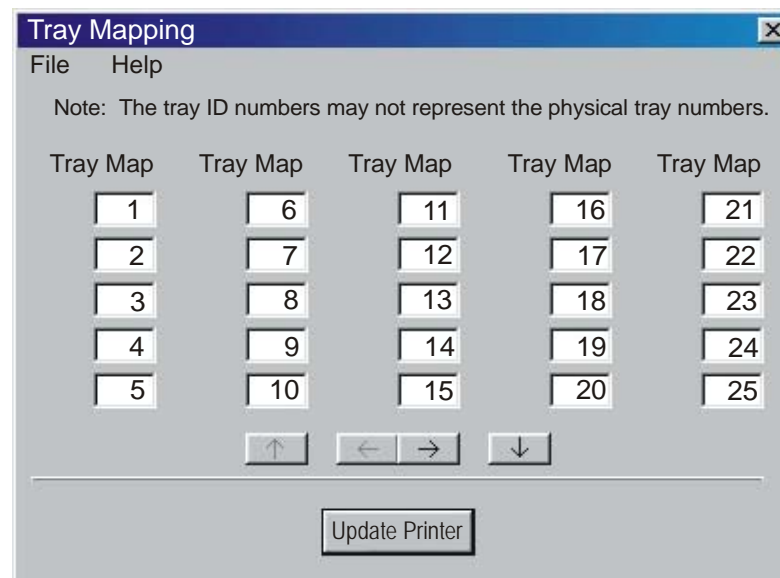 Tray Mapping
File Help
Note: The tray ID numbers may not represent the physical tray numbers.
Tray Map Tray Map Tray Map Tray Map Tray Map
1 6 11 16 21
2 7 12 17 22
3 8 13 18 23
4 9 14 19 24
5 10 15 20 25
Update Printer